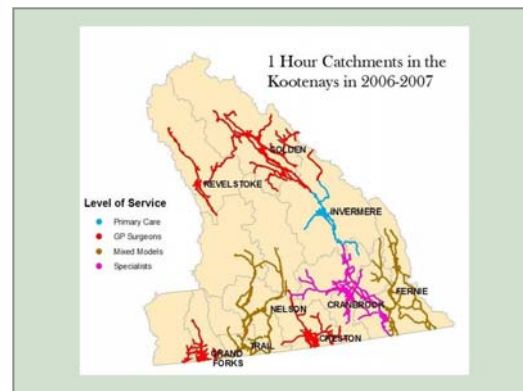 1 Hour Catchments in the
Kootenays in 2006-2007
GOLDEN
REVELSTOKE
Level of Service
Primary Care
GP Surgeons
Mixed Models
Specialists
INVERMERE
FERNIE
CRANBROOK
NELSON
CRESTON
TRAIL
GRAND
FORKS